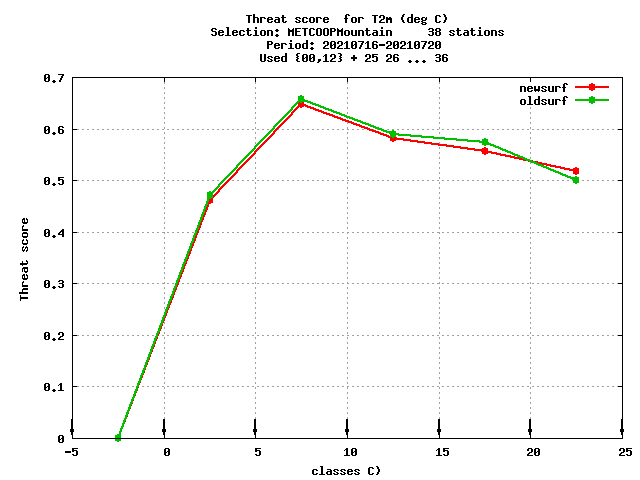 Threat score  for T2m (deg C)
Selection: METCOOPMountain     38 stations
Period: 20210716-20210720
Used {00,12} + 25 26 ... 36
newsurf
oldsurf
0.7
0.6
0.5
0.4
0.3
0.2
0.1
0
Threat score
-5 0 5 10 15 20 25
classes C)